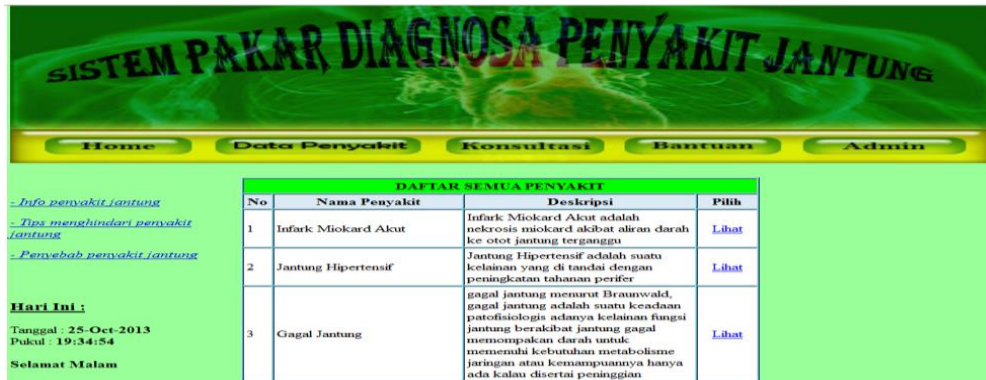 SISTEM PAKAR DIAGNOSA PENYAKIT JANTUNG
Home Data Penyakit Konsultasi Bantuan Admin
- Info penyakit jantung
- Tips menghindari penyakit
jantung
- Penyebab penyakit jantung
Hari Ini :
Tanggal : 25-Oct-2013
Pukul : 19:34:54
Selamat Malam
DAFTAR SEMUA PENYAKIT
No Nama Penyakit Deskripsi Pilih
1 Infark Miokard Akut Infark Miokard Akut adalah
nekrosis miokard akibat aliran darah
ke otot jantung terganggu Lihat
2 Jantung Hipertensif Jantung Hipertensif adalah suatu
kelainan yang di tandai dengan
peningkatan tahanan perifer Lihat
3 Gagal Jantung gagal jantung menurut Braunwald,
gagal jantung adalah suatu keadaan
patofisiologis adanya kelainan fungsi
jantung berakibat jantung gagal
memompakan darah untuk
memenuhi kebutuhan metabolisme
jaringan atau kemampuannya hanya
ada kalau disertai peninggian Lihat